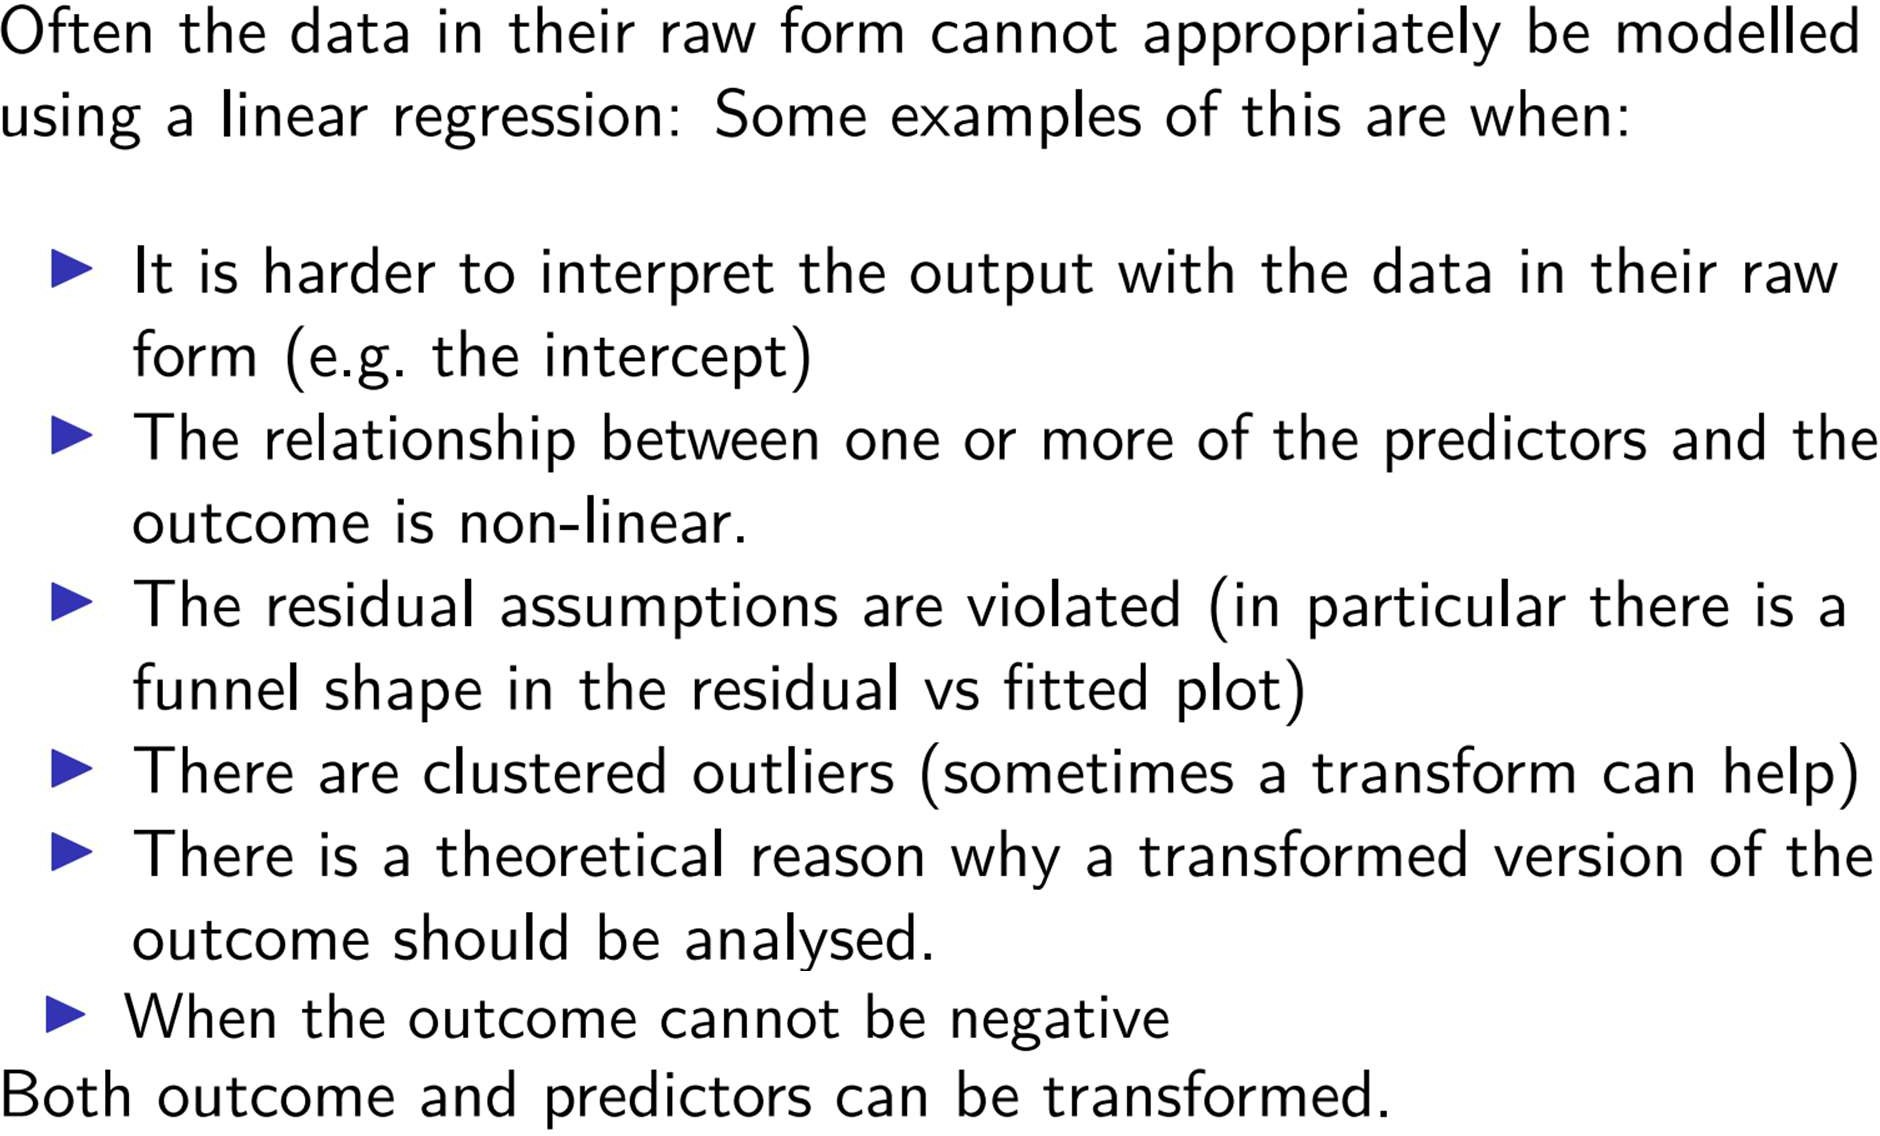 Often the data in their raw form cannot appropriately be modelled
using a linear regression: Some examples of this are when:
▶ It is harder to interpret the output with the data in their raw
form (e.g. the intercept)
▶ The relationship between one or more of the predictors and the
outcome is non-linear.
▶ The residual assumptions are violated (in particular there is a
funnel shape in the residual vs fitted plot)
▶ There are clustered outliers (sometimes a transform can help)
▶ There is a theoretical reason why a transformed version of the
outcome should be analysed.
▶ When the outcome cannot be negative
Both outcome and predictors can be transformed.